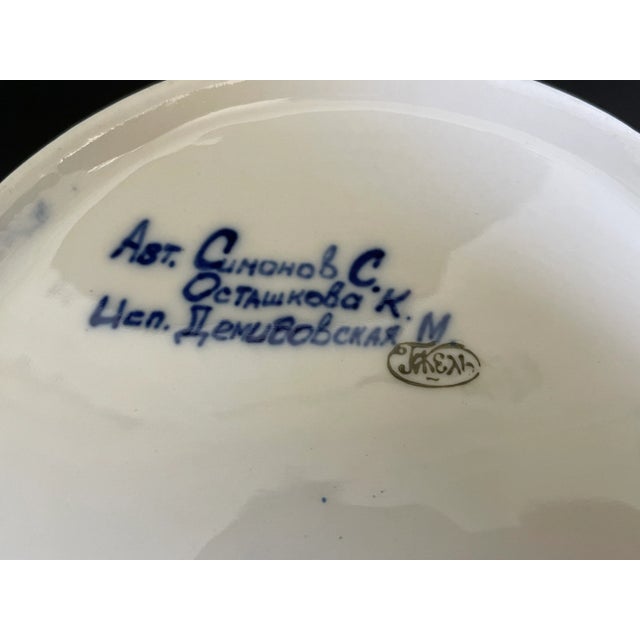 Авт. Симонов С.
Осташкова К.
Исп. Демидовская М
Гжель